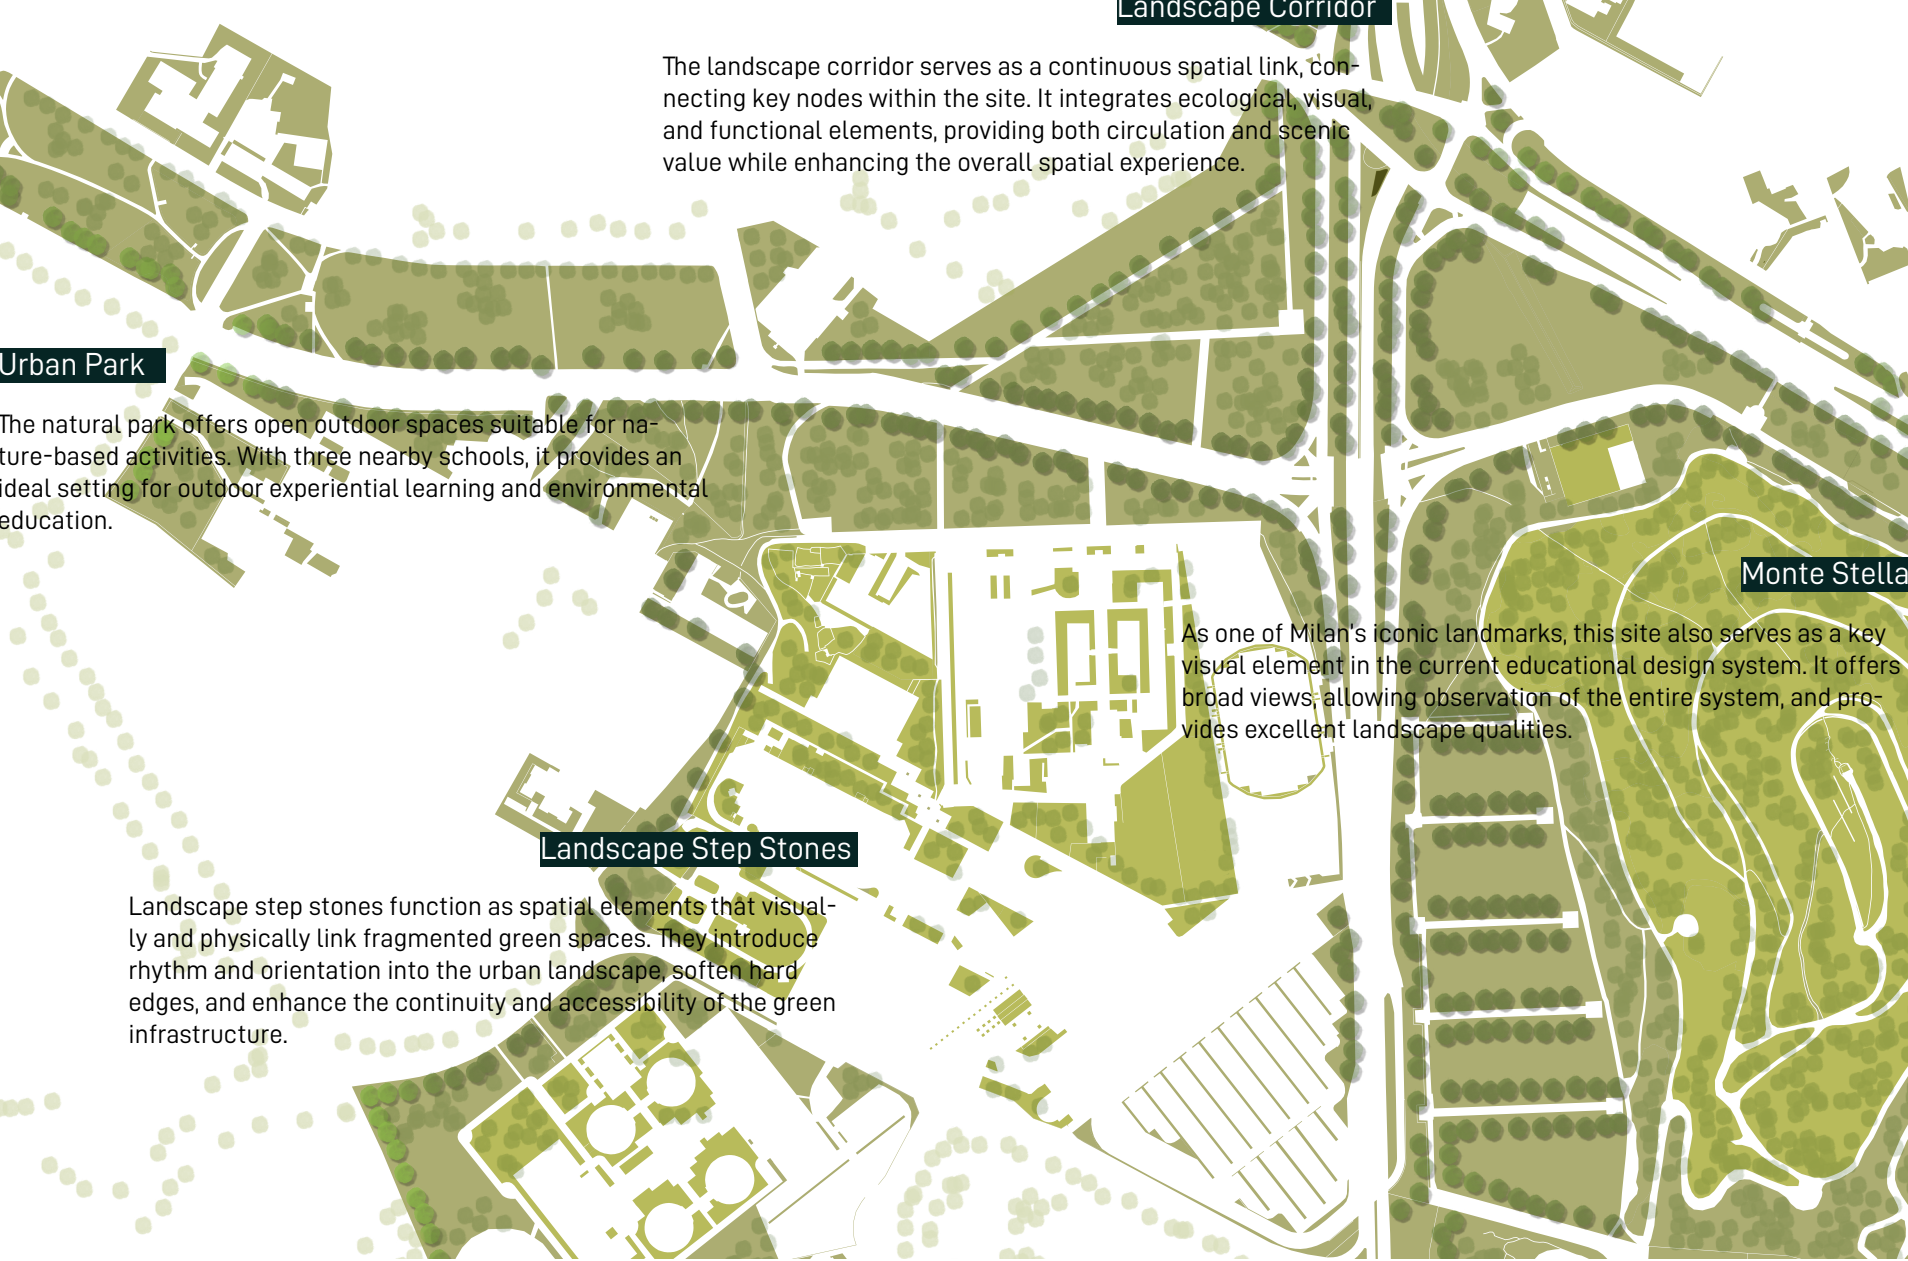 Landscape Corridor
The landscape corridor serves as a continuous spatial link, con-
necting key nodes within the site. It integrates ecological, visual,
and functional elements, providing both circulation and scenic
value while enhancing the overall spatial experience.
Urban Park
The natural park offers open outdoor spaces suitable for na-
ture-based activities. With three nearby schools, it provides an
ideal setting for outdoor experiential learning and environmental
education.
Monte Stella
As one of Milan's iconic landmarks, this site also serves as a key
visual element in the current educational design system. It offers
broad views, allowing observation of the entire system, and pro-
vides excellent landscape qualities.
Landscape Step Stones
Landscape step stones function as spatial elements that visual-
ly and physically link fragmented green spaces. They introduce
rhythm and orientation into the urban landscape, soften hard
edges, and enhance the continuity and accessibility of the green
infrastructure.